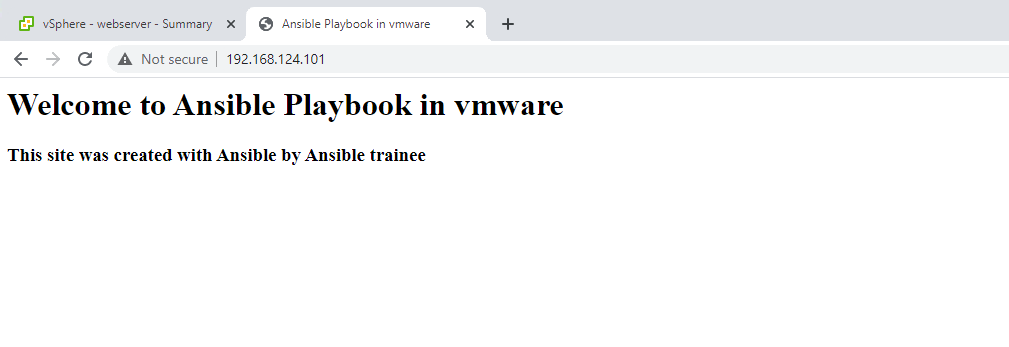 vSphere - webserver - Summary
Ansible Playbook in vmware
Not secure
192.168.124.101
Welcome to Ansible Playbook in vmware
This site was created with Ansible by Ansible trainee